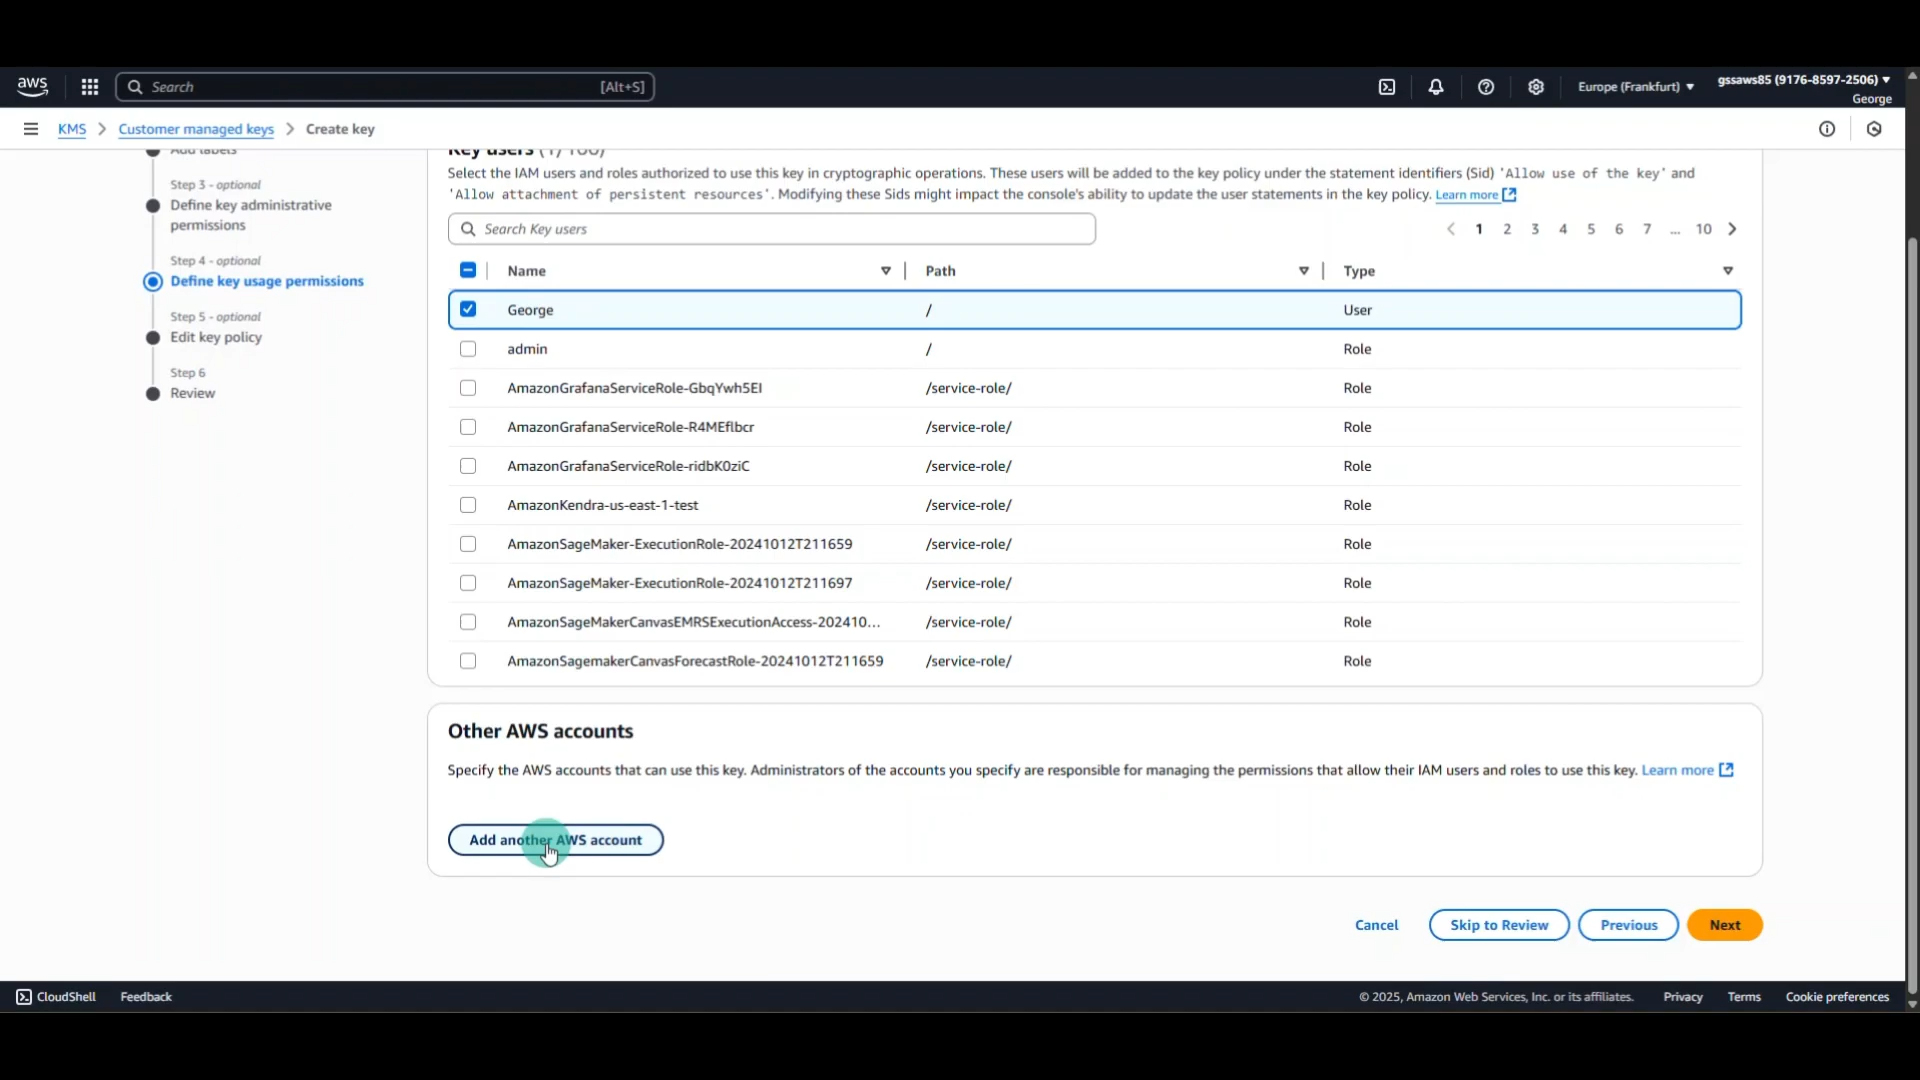 aws
Search
[Alt+S]
Europe (Frankfurt)
gssaws85 (9176-8597-2506)
George
KMS
Customer managed keys
Create key
Add labels
Step 3 - optional
Define key administrative
permissions
Step 4 - optional
Define key usage permissions
Step 5 - optional
Edit key policy
Step 6
Review
Key users (1/100)
Select the IAM users and roles authorized to use this key in cryptographic operations. These users will be added to the key policy under the statement identifiers (Sid) 'Allow use of the key' and
'Allow attachment of persistent resources'. Modifying these Sids might impact the console's ability to update the user statements in the key policy. Learn more
Search Key users
1 2 3 4 5 6 7 ... 10
Name Path Type
George / User
admin / Role
AmazonGrafanaServiceRole-GbqYwh5EI /service-role/ Role
AmazonGrafanaServiceRole-R4MEflbcr /service-role/ Role
AmazonGrafanaServiceRole-ridbK0ziC /service-role/ Role
AmazonKendra-us-east-1-test /service-role/ Role
AmazonSageMaker-ExecutionRole-20241012T211659 /service-role/ Role
AmazonSageMaker-ExecutionRole-20241012T211697 /service-role/ Role
AmazonSageMakerCanvasEMRSExecutionAccess-202410... /service-role/ Role
AmazonSagemakerCanvasForecastRole-20241012T211659 /service-role/ Role
Other AWS accounts
Specify the AWS accounts that can use this key. Administrators of the accounts you specify are responsible for managing the permissions that allow their IAM users and roles to use this key. Learn more
Add another AWS account
Cancel
Skip to Review
Previous
Next
CloudShell
Feedback
© 2025, Amazon Web Services, Inc. or its affiliates.
Privacy
Terms
Cookie preferences